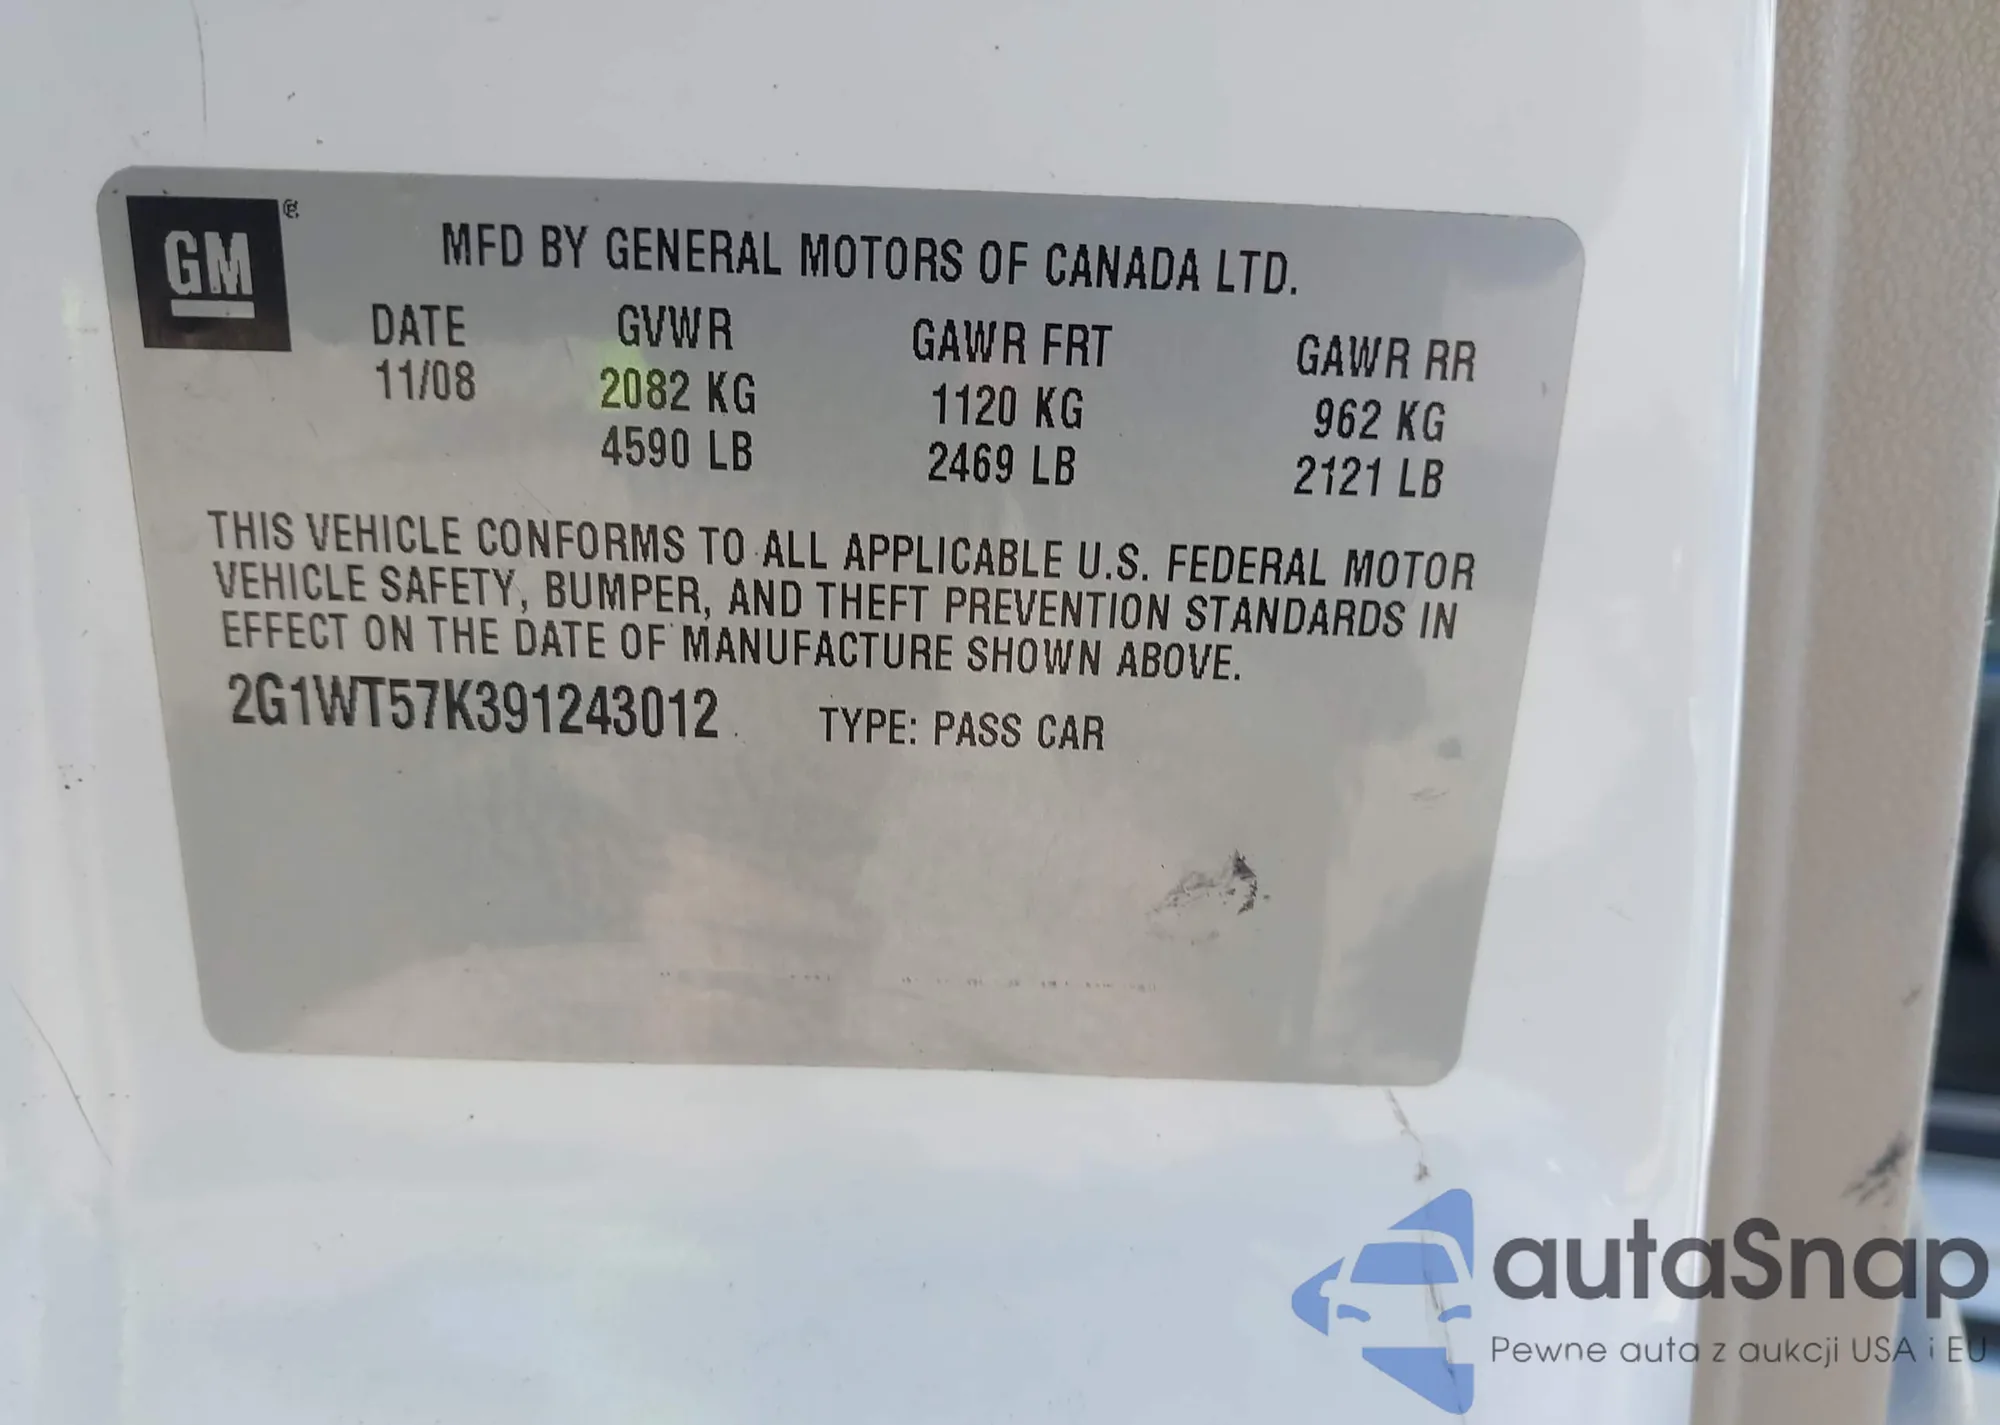 GM ®
MFD BY GENERAL MOTORS OF CANADA LTD.
DATE GVWR GAWR FRT GAWR RR
11/08 2082 KG 1120 KG 962 KG
4590 LB 2469 LB 2121 LB
THIS VEHICLE CONFORMS TO ALL APPLICABLE U.S. FEDERAL MOTOR
VEHICLE SAFETY, BUMPER, AND THEFT PREVENTION STANDARDS IN
EFFECT ON THE DATE OF MANUFACTURE SHOWN ABOVE.
2G1WT57K391243012 TYPE: PASS CAR
autaSnap
Pewne auta z aukcji USA i EU